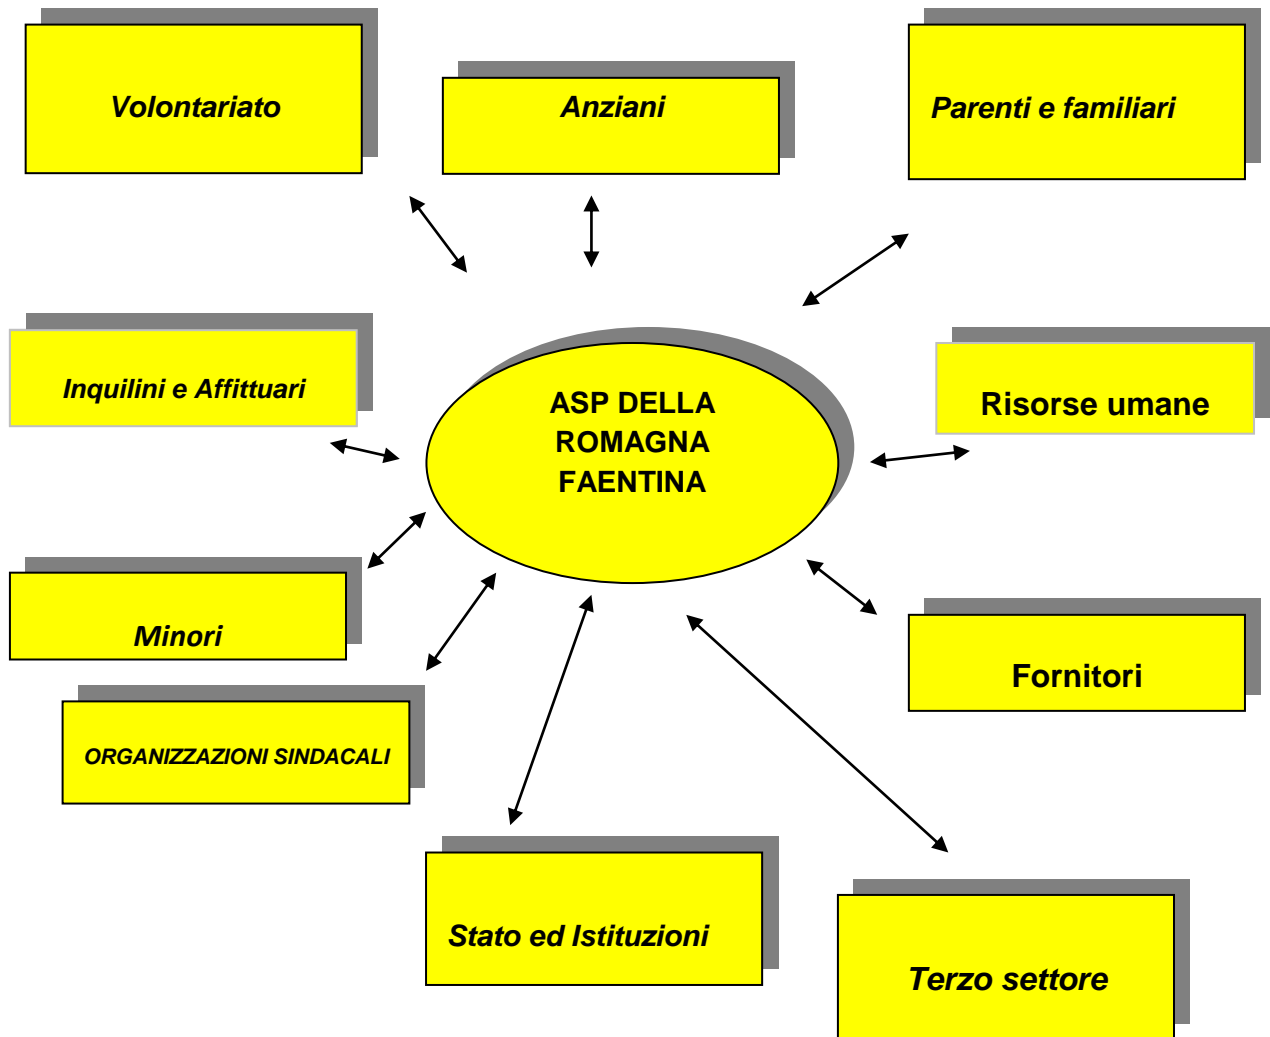 Volontariato
Anziani
Parenti e familiari
Inquilini e Affittuari
ASP DELLA
ROMAGNA
FAENTINA
Risorse umane
Minori
Fornitori
ORGANIZZAZIONI SINDACALI
Stato ed Istituzioni
Terzo settore